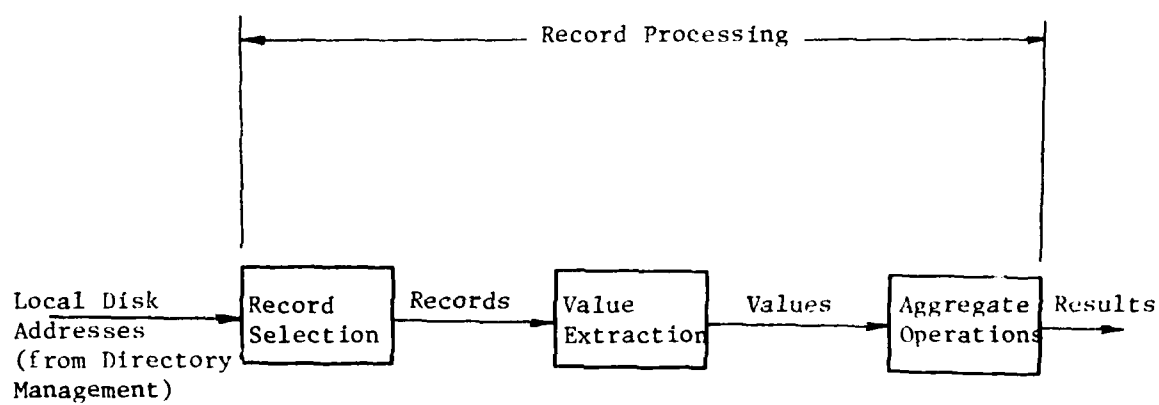 Record Processing
Local Disk
Addresses
(from Directory
Management)
Record
Selection
Records
Value
Extraction
Values
Aggregate
Operations
Results